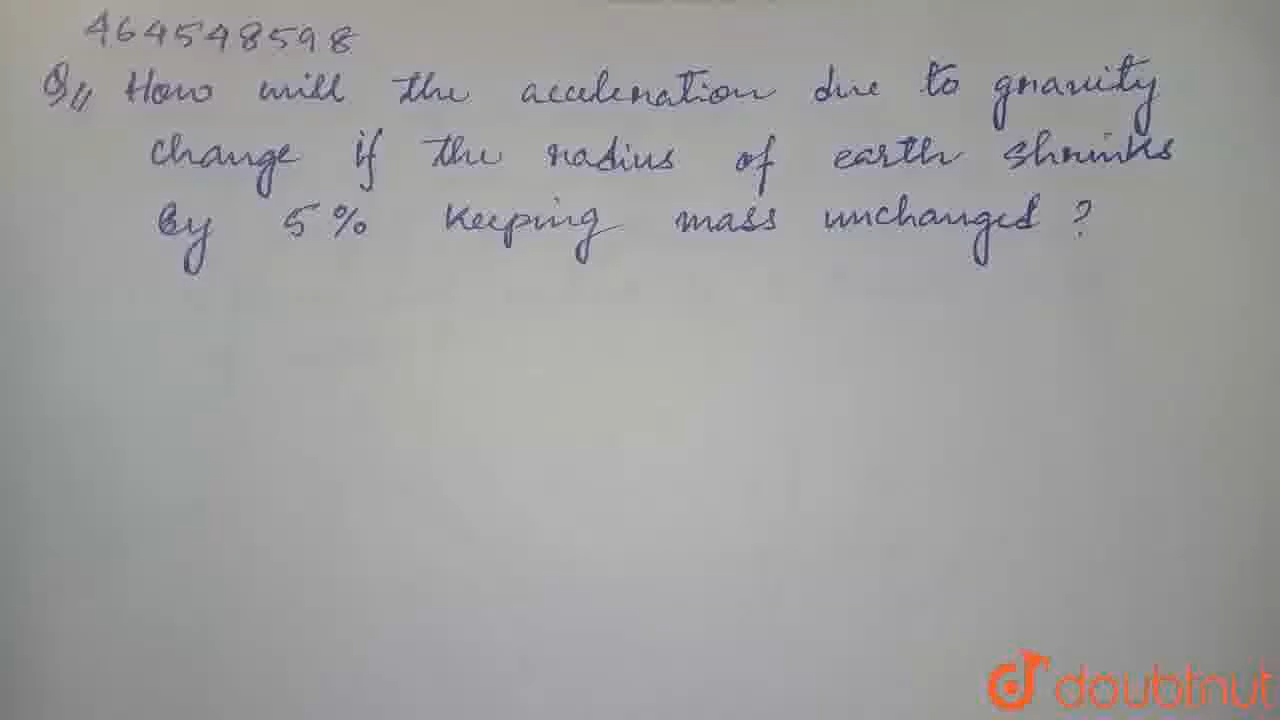 464548598
Q,, How will the acceleration due to gravity
change if the radius of earth shrinks
by 5% keeping mass unchanged?
doubtnut